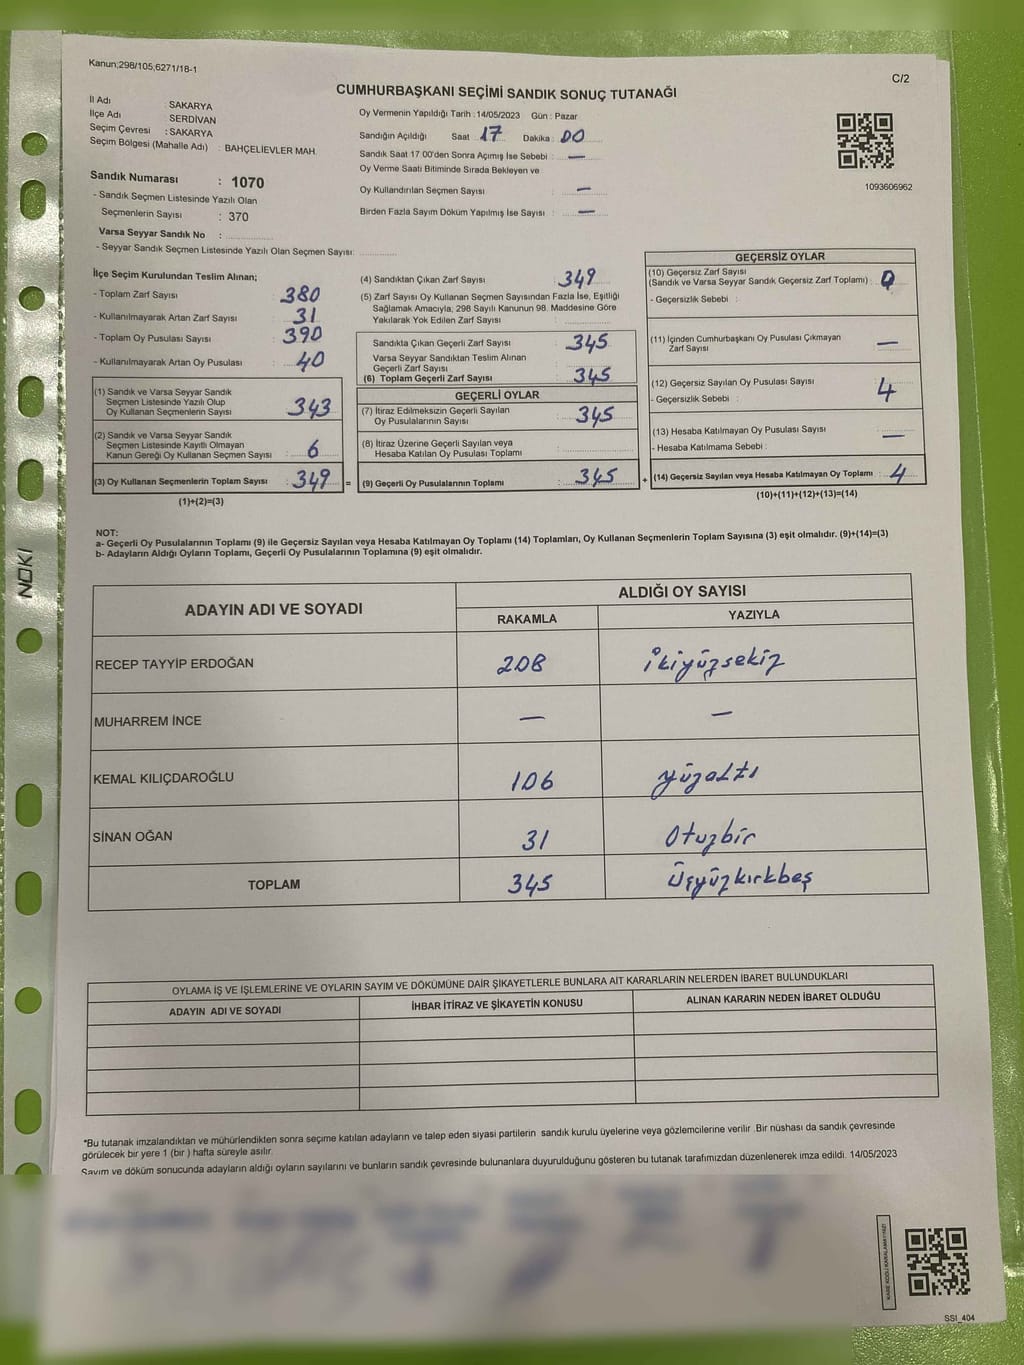 Kanun;298/105;6271/18-1
C/2
CUMHURBAŞKANI SEÇİMİ SANDIK SONUÇ TUTANAĞI
İl Adı : SAKARYA
İlçe Adı SERDİVAN
Seçim Çevresi : SAKARYA
Seçim Bölgesi (Mahalle Adı) : BAHÇELİEVLER MAH.
Sandık Numarası : 1070
- Sandık Seçmen Listesinde Yazılı Olan
Seçmenlerin Sayısı : 370
Varsa Seyyar Sandık No :
- Seyyar Sandık Seçmen Listesinde Yazılı Olan Seçmen Sayısı:
Oy Vermenin Yapıldığı Tarih : 14/05/2023 Gün : Pazar
Sandığın Açıldığı Saat 17 Dakika : 00
Sandık Saat 17 00'den Sonra Açımış İse Sebebi : —
Oy Verme Saati Bitiminde Sırada Bekleyen ve
Oy Kullandırılan Seçmen Sayısı : —
Birden Fazla Sayım Döküm Yapılmış İse Sayısı : —
1093606962
İlçe Seçim Kurulundan Teslim Alınan;
- Toplam Zarf Sayısı : 380
- Kullanılmayarak Artan Zarf Sayısı : 31
- Toplam Oy Pusulası Sayısı : 390
- Kullanılmayarak Artan Oy Pusulası : 40
(1) Sandık ve Varsa Seyyar Sandık
Seçmen Listesinde Yazılı Olup
Oy Kullanan Seçmenlerin Sayısı : 343
(2) Sandık ve Varsa Seyyar Sandık
Seçmen Listesinde Kayıtlı Olmayan
Kanun Gereği Oy Kullanan Seçmen Sayısı : 6
(3) Oy Kullanan Seçmenlerin Toplam Sayısı : 349 =
(1)+(2)=(3)
(4) Sandıktan Çıkan Zarf Sayısı : 349
(5) Zarf Sayısı Oy Kullanan Seçmen Sayısından Fazla İse, Eşitliği
Sağlamak Amacıyla, 298 Sayılı Kanunun 98. Maddesine Göre
Yakılarak Yok Edilen Zarf Sayısı :
Sandıkta Çıkan Geçerli Zarf Sayısı : 345
Varsa Seyyar Sandıktan Teslim Alınan
Geçerli Zarf Sayısı :
(6) Toplam Geçerli Zarf Sayısı : 345
GEÇERLİ OYLAR
(7) İtiraz Edilmeksizin Geçerli Sayılan
Oy Pusulalarının Sayısı : 345
(8) İtiraz Üzerine Geçerli Sayılan veya
Hesaba Katılan Oy Pusulası Toplamı :
(9) Geçerli Oy Pusulalarının Toplamı : 345 +
GEÇERSİZ OYLAR
(10) Geçersiz Zarf Sayısı
(Sandık ve Varsa Seyyar Sandık Geçersiz Zarf Toplamı) : 0
- Geçersizlik Sebebi :
(11) İçinden Cumhurbaşkanı Oy Pusulası Çıkmayan
Zarf Sayısı : —
(12) Geçersiz Sayılan Oy Pusulası Sayısı : 4
- Geçersizlik Sebebi :
(13) Hesaba Katılmayan Oy Pusulası Sayısı : —
- Hesaba Katılmama Sebebi :
(14) Geçersiz Sayılan veya Hesaba Katılmayan Oy Toplamı : 4
(10)+(11)+(12)+(13)=(14)
NOT:
a- Geçerli Oy Pusulalarının Toplamı (9) ile Geçersiz Sayılan veya Hesaba Katılmayan Oy Toplamı (14) Toplamları, Oy Kullanan Seçmenlerin Toplam Sayısına (3) eşit olmalıdır. (9)+(14)=(3)
b- Adayların Aldığı Oyların Toplamı, Geçerli Oy Pusulalarının Toplamına (9) eşit olmalıdır.
ADAYIN ADI VE SOYADI
ALDIĞI OY SAYISI
RAKAMLA YAZIYLA
RECEP TAYYİP ERDOĞAN 208 ikiyüzsekiz
MUHARREM İNCE — —
KEMAL KILIÇDAROĞLU 106 yüzaltı
SİNAN OĞAN 31 Otuzbir
TOPLAM 345 Üçyüzkırkbeş
OYLAMA İŞ VE İŞLEMLERİNE VE OYLARIN SAYIM VE DÖKÜMÜNE DAİR ŞİKAYETLERLE BUNLARA AİT KARARLARIN NELERDEN İBARET BULUNDUKLARI
ADAYIN ADI VE SOYADI İHBAR İTİRAZ VE ŞİKAYETİN KONUSU ALINAN KARARIN NEDEN İBARET OLDUĞU
*Bu tutanak imzalandıktan ve mühürlendikten sonra seçime katılan adayların ve talep eden siyasi partilerin sandık kurulu üyelerine veya gözlemcilerine verilir .Bir nüshası da sandık çevresinde
görülecek bir yere 1 (bir ) hafta süreyle asılır.
Sayım ve döküm sonucunda adayların aldığı oyların sayılarını ve bunların sandık çevresinde bulunanlara duyurulduğunu gösteren bu tutanak tarafımızdan düzenlenerek imza edildi. 14/05/2023
KARE KODU KARALAMAYINIZ!
SSI_404
NOKI